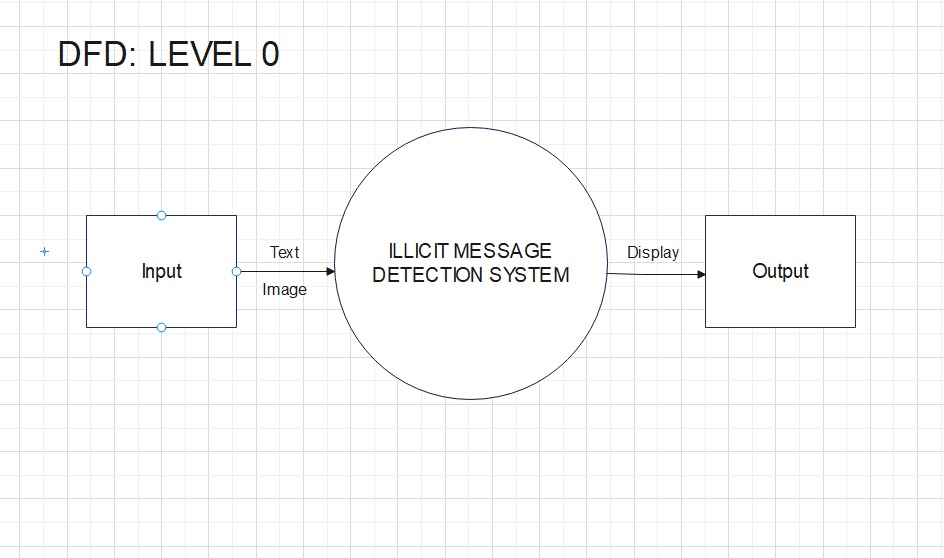 DFD: LEVEL 0
Input
Text
Image
ILLICIT MESSAGE
DETECTION SYSTEM
Display
Output